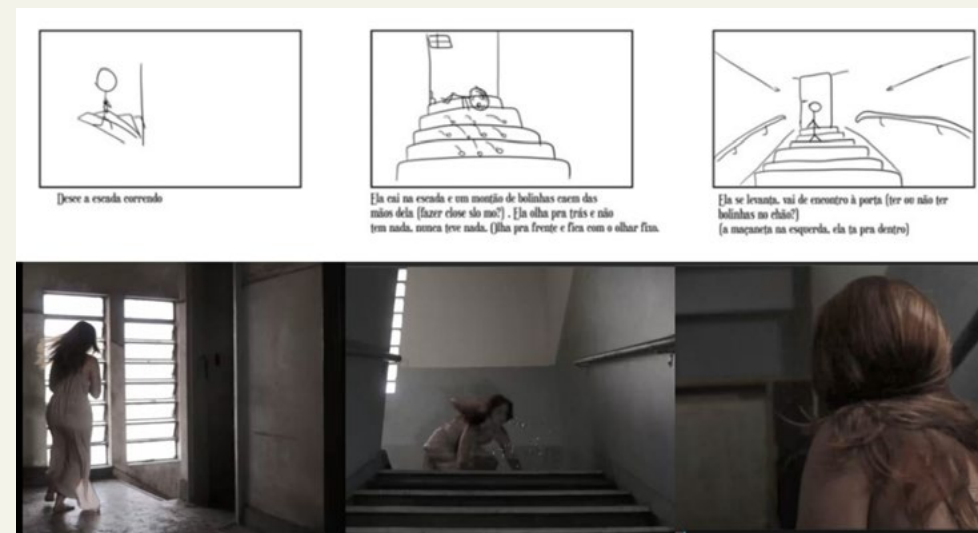 Desce a escada correndo
Ela cai na escada e um montão de bolinhas caem das
mãos dela (fazer close slo mo?) . Ela olha pra trás e não
tem nada, nunca teve nada. Olha pra frente e fica com o olhar fixo.
Ela se levanta, vai de encontro à porta (ter ou não ter
bolinhas no chão?)
(a maçaneta na esquerda, ela ta pra dentro)